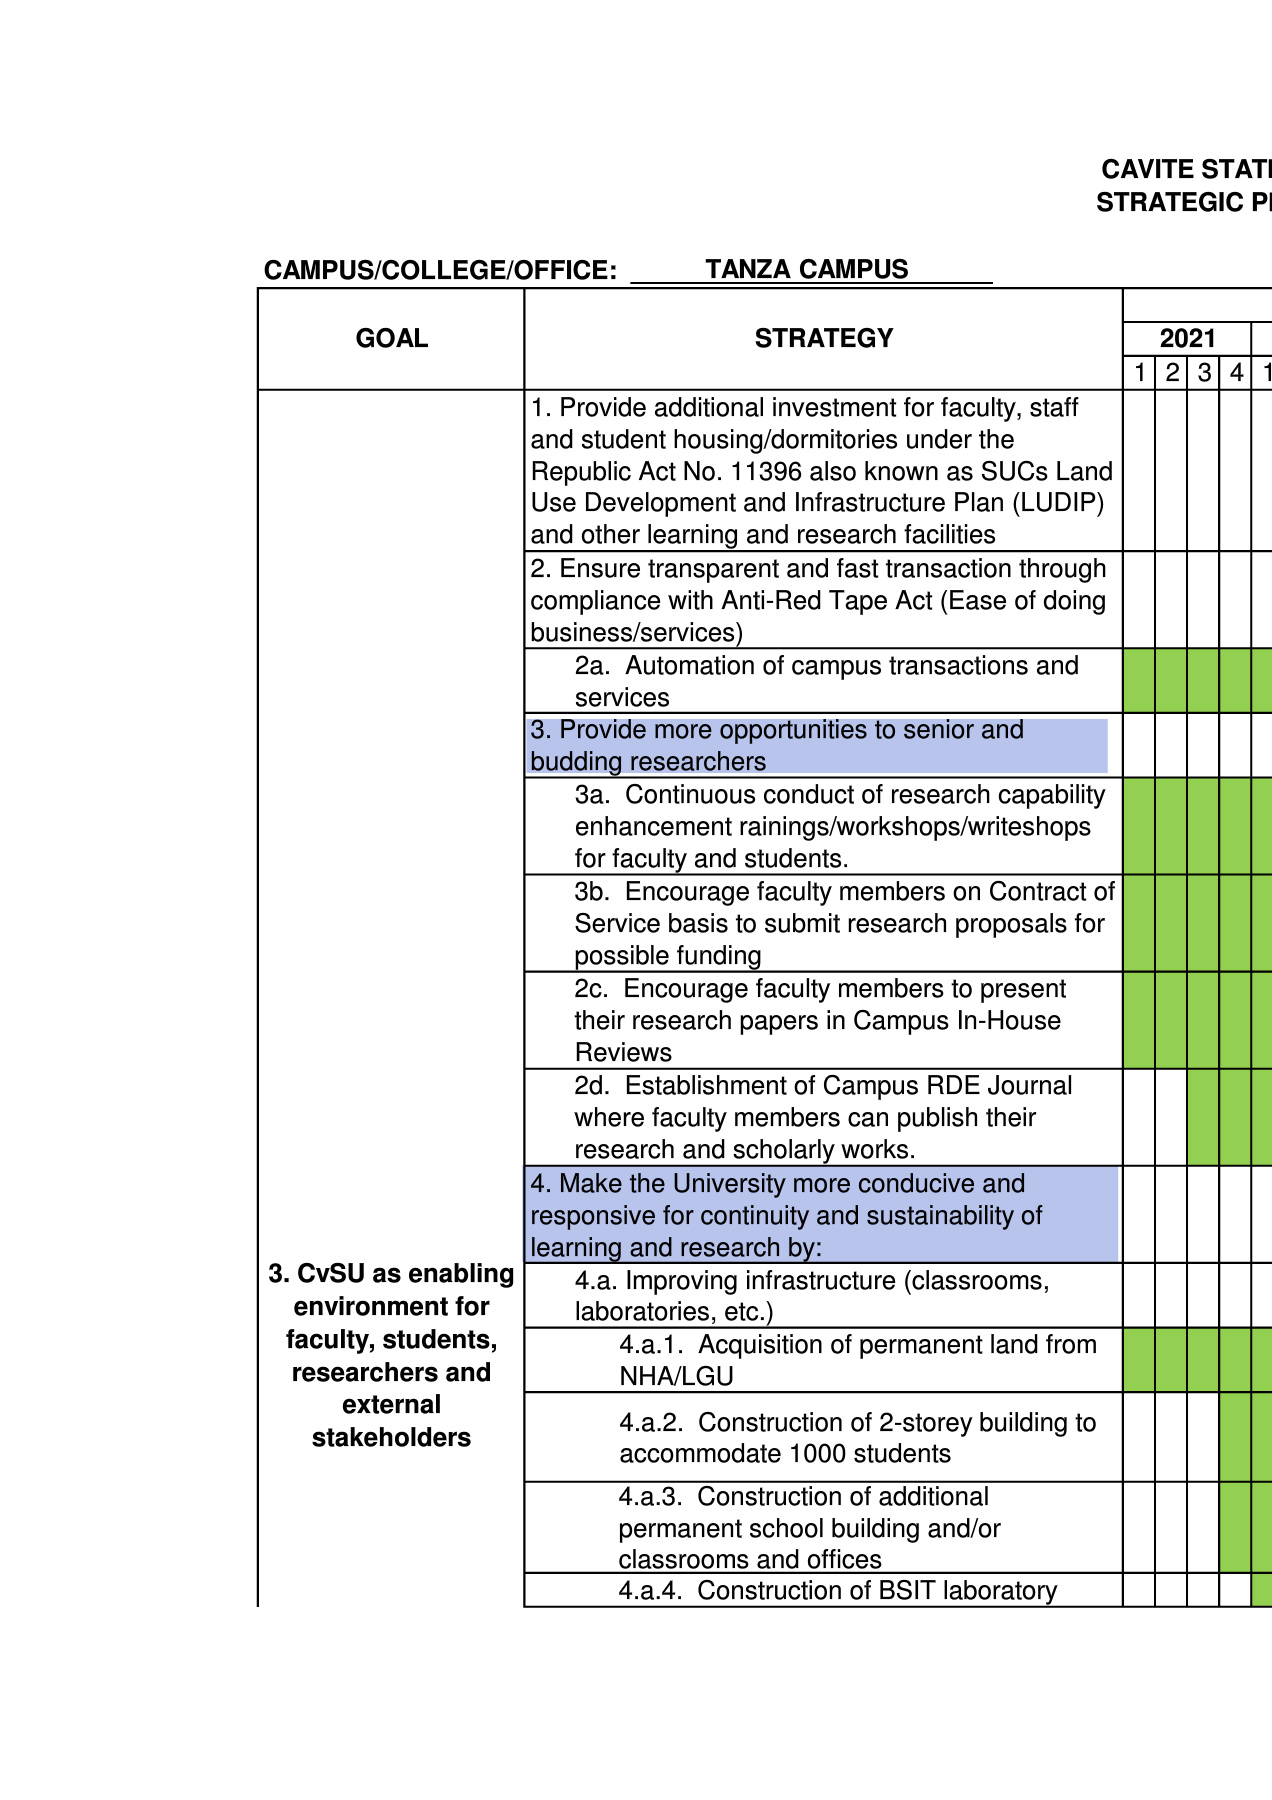 CAVITE STAT
STRATEGIC P
CAMPUS/COLLEGE/OFFICE: TANZA CAMPUS
GOAL
STRATEGY
2021
1 2 3 4 1
1. Provide additional investment for faculty, staff
and student housing/dormitories under the
Republic Act No. 11396 also known as SUCs Land
Use Development and Infrastructure Plan (LUDIP)
and other learning and research facilities
2. Ensure transparent and fast transaction through
compliance with Anti-Red Tape Act (Ease of doing
business/services)
2a. Automation of campus transactions and
services
3. Provide more opportunities to senior and
budding researchers
3a. Continuous conduct of research capability
enhancement rainings/workshops/writeshops
for faculty and students.
3b. Encourage faculty members on Contract of
Service basis to submit research proposals for
possible funding
2c. Encourage faculty members to present
their research papers in Campus In-House
Reviews
2d. Establishment of Campus RDE Journal
where faculty members can publish their
research and scholarly works.
4. Make the University more conducive and
responsive for continuity and sustainability of
learning and research by:
3. CvSU as enabling
environment for
faculty, students,
researchers and
external
stakeholders
4.a. Improving infrastructure (classrooms,
laboratories, etc.)
4.a.1. Acquisition of permanent land from
NHA/LGU
4.a.2. Construction of 2-storey building to
accommodate 1000 students
4.a.3. Construction of additional
permanent school building and/or
classrooms and offices
4.a.4. Construction of BSIT laboratory